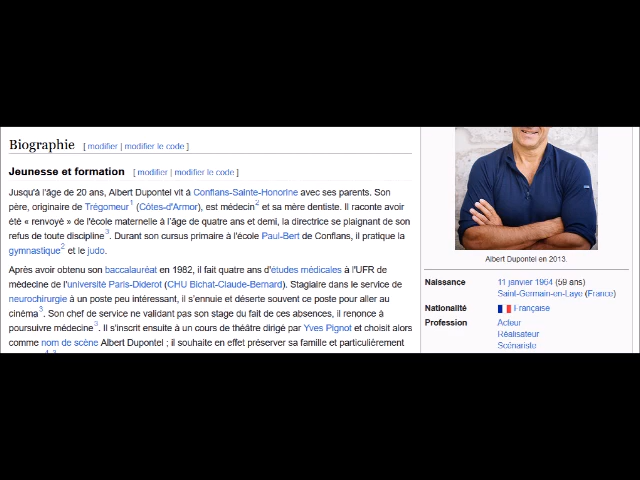 Biographie [ modifier | modifier le code ]
Jeunesse et formation [ modifier | modifier le code ]
Jusqu'à l'âge de 20 ans, Albert Dupontel vit à Conflans-Sainte-Honorine avec ses parents. Son
père, originaire de Trégomeur1 (Côtes-d'Armor), est médecin2 et sa mère dentiste. Il raconte avoir
été « renvoyé » de l'école maternelle à l'âge de quatre ans et demi, la directrice se plaignant de son
refus de toute discipline3. Durant son cursus primaire à l'école Paul-Bert de Conflans, il pratique la
gymnastique2 et le judo.
Après avoir obtenu son baccalauréat en 1982, il fait quatre ans d'études médicales à l'UFR de
médecine de l'université Paris-Diderot (CHU Bichat-Claude-Bernard). Stagiaire dans le service de
neurochirurgie à un poste peu intéressant, il s'ennuie et déserte souvent ce poste pour aller au
cinéma3. Son chef de service ne validant pas son stage du fait de ces absences, il renonce à
poursuivre médecine3. Il s'inscrit ensuite à un cours de théâtre dirigé par Yves Pignot et choisit alors
comme nom de scène Albert Dupontel ; il souhaite en effet préserver sa famille et particulièrement
Albert Dupontel en 2013.
Naissance 11 janvier 1964 (59 ans)
Saint-Germain-en-Laye (France)
Nationalité Française
Profession Acteur
Réalisateur
Scénariste